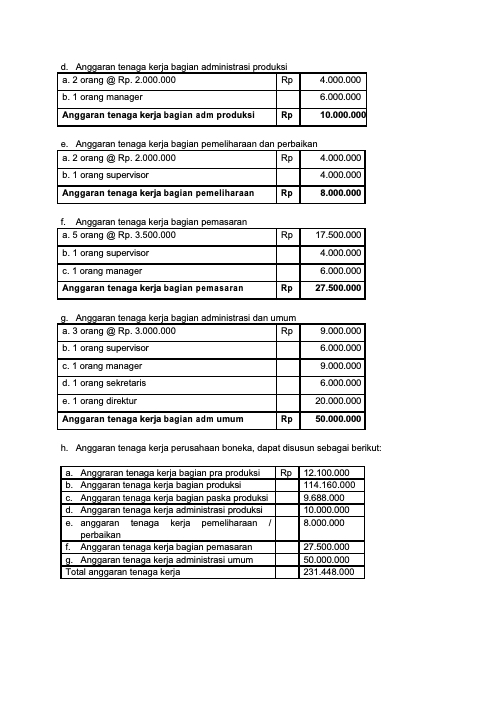 d. Anggaran tenaga kerja bagian administrasi produksi
a. 2 orang @ Rp. 2.000.000 Rp 4.000.000
b. 1 orang manager 6.000.000
Anggaran tenaga kerja bagian adm produksi Rp 10.000.000
e. Anggaran tenaga kerja bagian pemeliharaan dan perbaikan
a. 2 orang @ Rp. 2.000.000 Rp 4.000.000
b. 1 orang supervisor 4.000.000
Anggaran tenaga kerja bagian pemeliharaan Rp 8.000.000
f. Anggaran tenaga kerja bagian pemasaran
a. 5 orang @ Rp. 3.500.000 Rp 17.500.000
b. 1 orang supervisor 4.000.000
c. 1 orang manager 6.000.000
Anggaran tenaga kerja bagian pemasaran Rp 27.500.000
g. Anggaran tenaga kerja bagian administrasi dan umum
a. 3 orang @ Rp. 3.000.000 Rp 9.000.000
b. 1 orang supervisor 6.000.000
c. 1 orang manager 9.000.000
d. 1 orang sekretaris 6.000.000
e. 1 orang direktur 20.000.000
Anggaran tenaga kerja bagian adm umum Rp 50.000.000
h. Anggaran tenaga kerja perusahaan boneka, dapat disusun sebagai berikut:
a. Anggraran tenaga kerja bagian pra produksi Rp 12.100.000
b. Anggaran tenaga kerja bagian produksi 114.160.000
c. Anggaran tenaga kerja bagian paska produksi 9.688.000
d. Anggaran tenaga kerja administrasi produksi 10.000.000
e. anggaran tenaga kerja pemeliharaan / 8.000.000
perbaikan
f. Anggaran tenaga kerja bagian pemasaran 27.500.000
g. Anggaran tenaga kerja administrasi umum 50.000.000
Total anggaran tenaga kerja 231.448.000